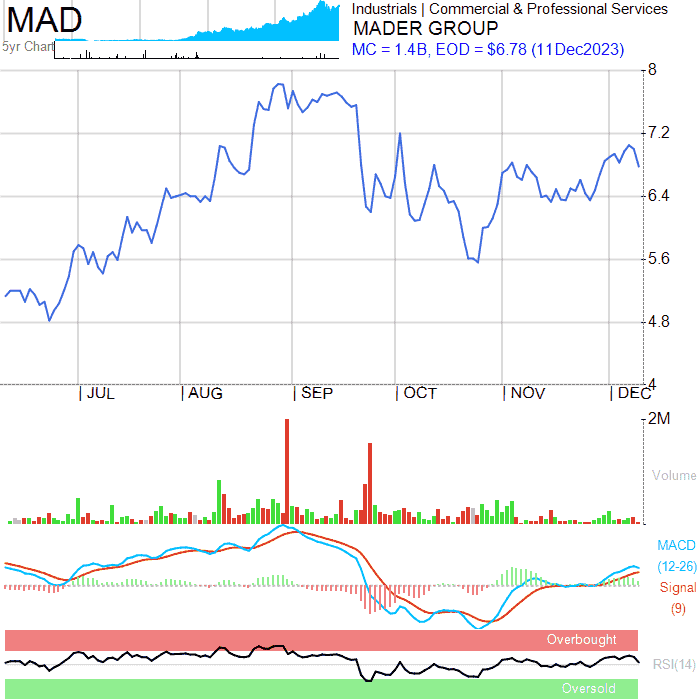 MAD
5yr Chart
Industrials | Commercial & Professional Services
MADER GROUP
MC = 1.4B, EOD = $6.78 (11Dec2023)
8
7.2
6.4
5.6
4.8
4
| JUL | AUG | SEP | OCT | NOV | DEC
2M
Volume
MACD
(12-26)
Signal
(9)
Overbought
RSI(14)
Oversold